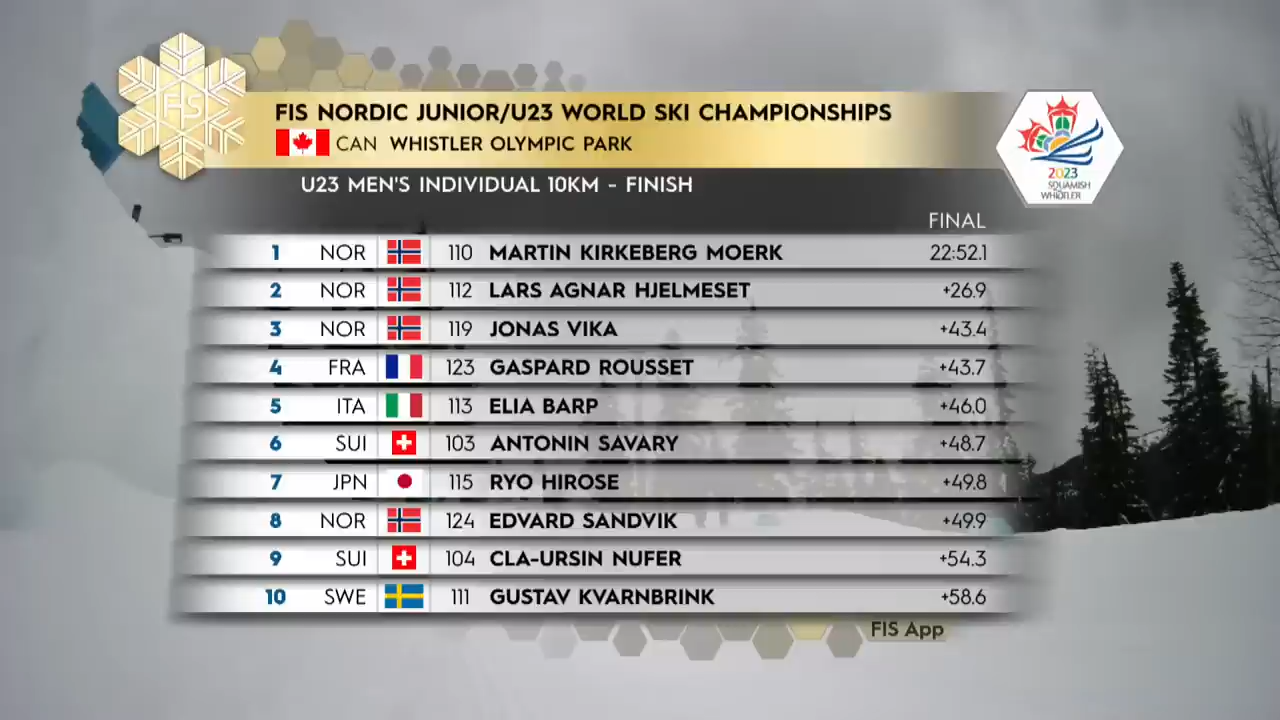 FIS
FIS NORDIC JUNIOR/U23 WORLD SKI CHAMPIONSHIPS
CAN WHISTLER OLYMPIC PARK
2023
SQUAMISH
WHISTLER
U23 MEN'S INDIVIDUAL 10KM - FINISH
FINAL
1 NOR 110 MARTIN KIRKEBERG MOERK 22:52.1
2 NOR 112 LARS AGNAR HJELMESET +26.9
3 NOR 119 JONAS VIKA +43.4
4 FRA 123 GASPARD ROUSSET +43.7
5 ITA 113 ELIA BARP +46.0
6 SUI 103 ANTONIN SAVARY +48.7
7 JPN 115 RYO HIROSE +49.8
8 NOR 124 EDVARD SANDVIK +49.9
9 SUI 104 CLA-URSIN NUFER +54.3
10 SWE 111 GUSTAV KVARNBRINK +58.6
FIS App